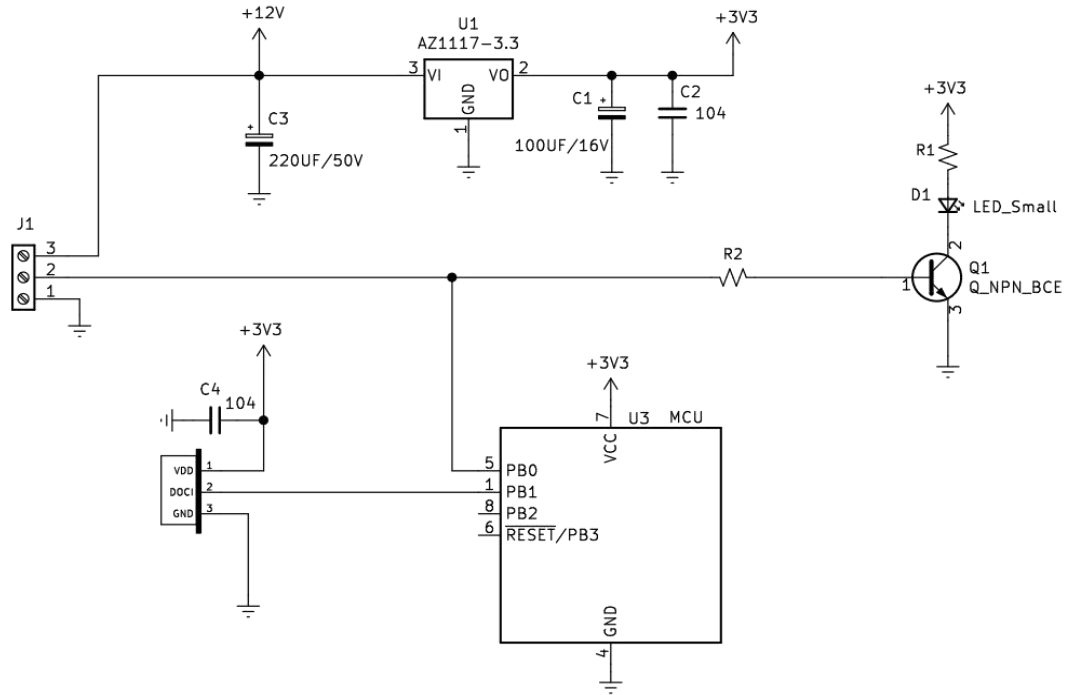 +12V
U1
AZ1117-3.3
+3V3
3 VI VO 2
GND
1
C3
220UF/50V
C1
100UF/16V
C2
104
+3V3
R1
D1
LED_Small
J1
3
2
1
R2
2
Q1
1
Q_NPN_BCE
3
+3V3
C4
104
VDD 1
DOCI 2
GND 3
+3V3
7
U3 MCU
VCC
5 PB0
1 PB1
8 PB2
6 RESET/PB3
GND
4